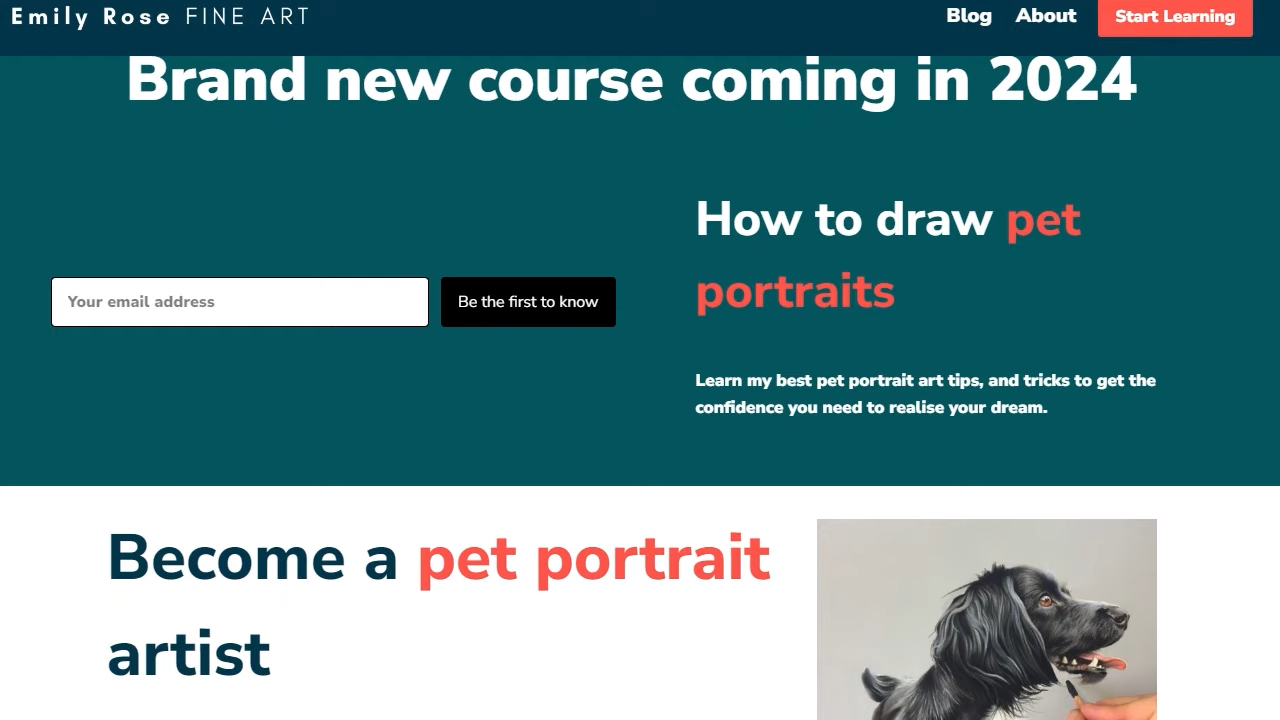 Emily Rose FINE ART
Blog
About
Start Learning
Brand new course coming in 2024
Your email address
Be the first to know
How to draw pet
portraits
Learn my best pet portrait art tips, and tricks to get the
confidence you need to realise your dream.
Become a pet portrait
artist